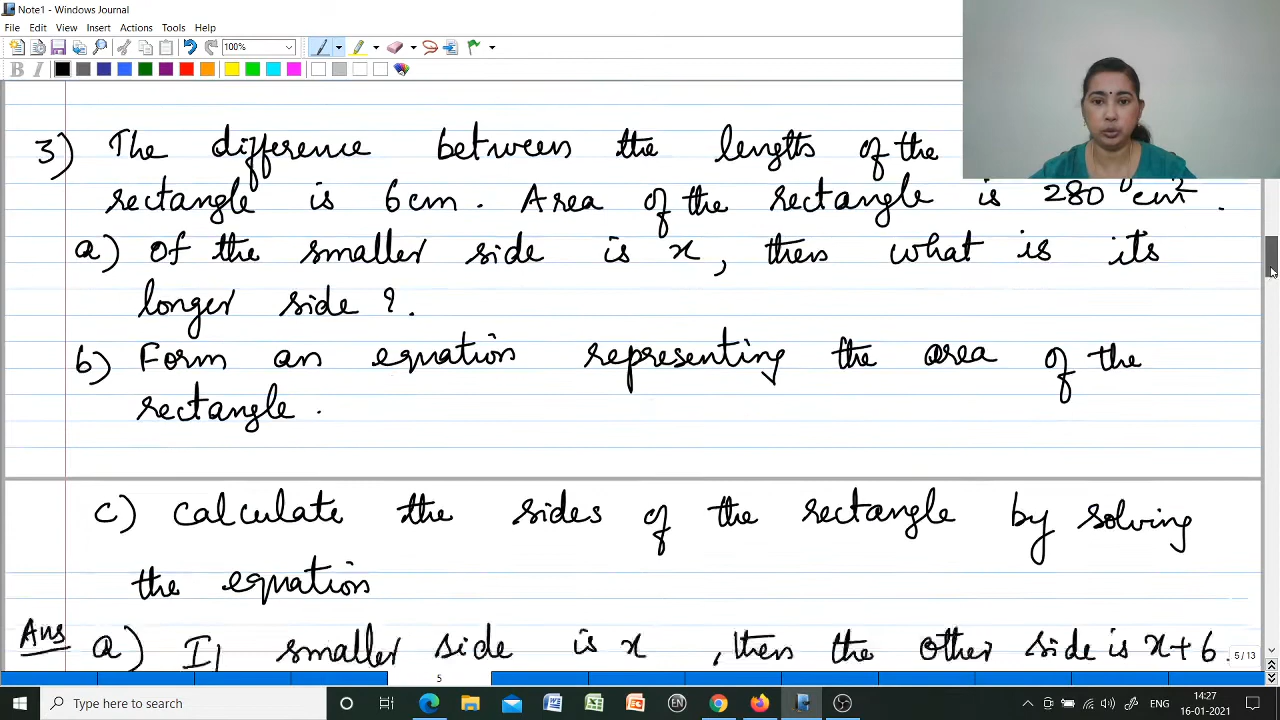 Note1 - Windows Journal
File Edit View Insert Actions Tools Help
100%
B I
3) The difference between the lengths of the
rectangle is 6cm. Area of the rectangle is 280 cm².
a) If the smaller side is x, then what is its
longer side?.
b) Form an equation representing the area of the
rectangle.
c) Calculate the sides of the rectangle by solving
the equation
Ans
a) If smaller side is x, then the other side is x+6.
5 / 13
5
Type here to search
ENG
14:27
16-01-2021